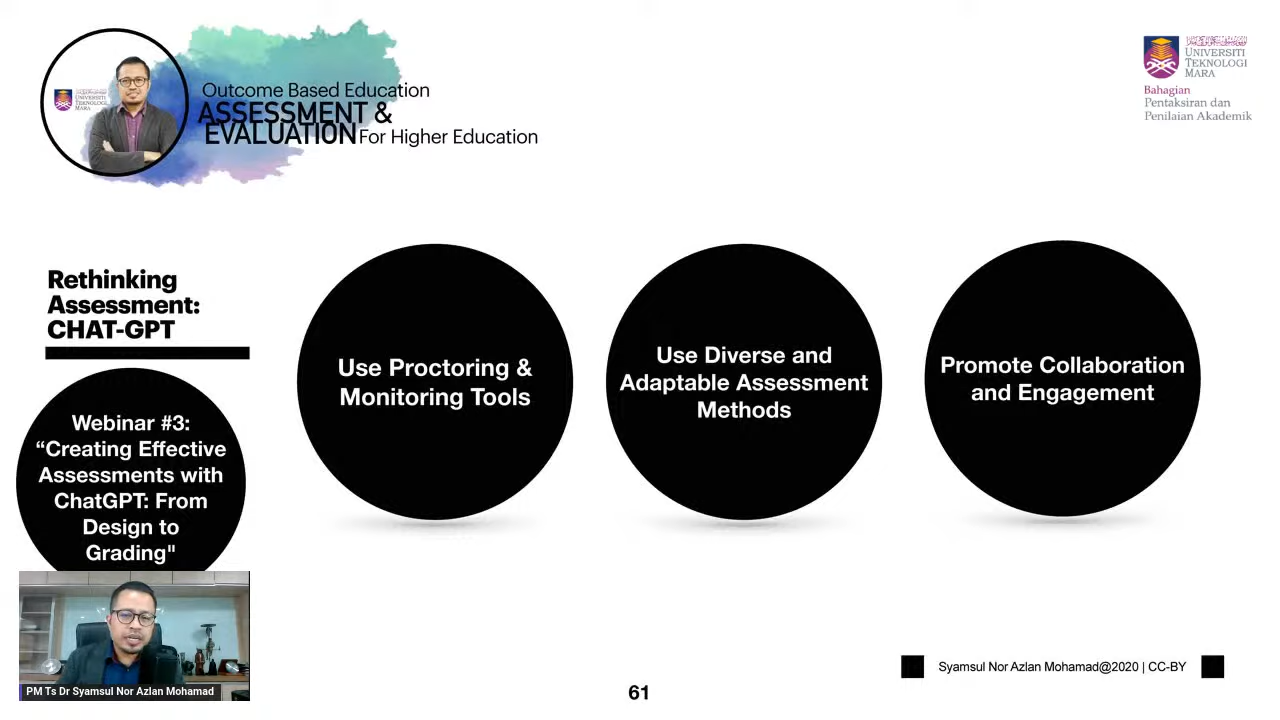 Outcome Based Education
ASSESSMENT &
EVALUATION For Higher Education
UNIVERSITI
TEKNOLOGI
MARA
UNIVERSITI
TEKNOLOGI
MARA
Bahagian
Pentaksiran dan
Penilaian Akademik
Rethinking
Assessment:
CHAT-GPT
Webinar #3:
“Creating Effective
Assessments with
ChatGPT: From
Design to
Grading"
Use Proctoring &
Monitoring Tools
Use Diverse and
Adaptable Assessment
Methods
Promote Collaboration
and Engagement
PM Ts Dr Syamsul Nor Azlan Mohamad
Syamsul Nor Azlan Mohamad@2020 | CC-BY
61